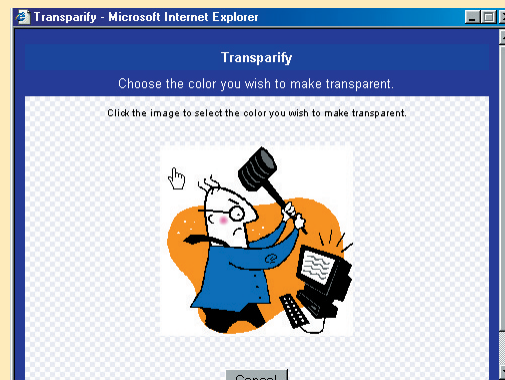 Transparify - Microsoft Internet Explorer
Transparify
Choose the color you wish to make transparent.
Click the image to select the color you wish to make transparent.
Cancel